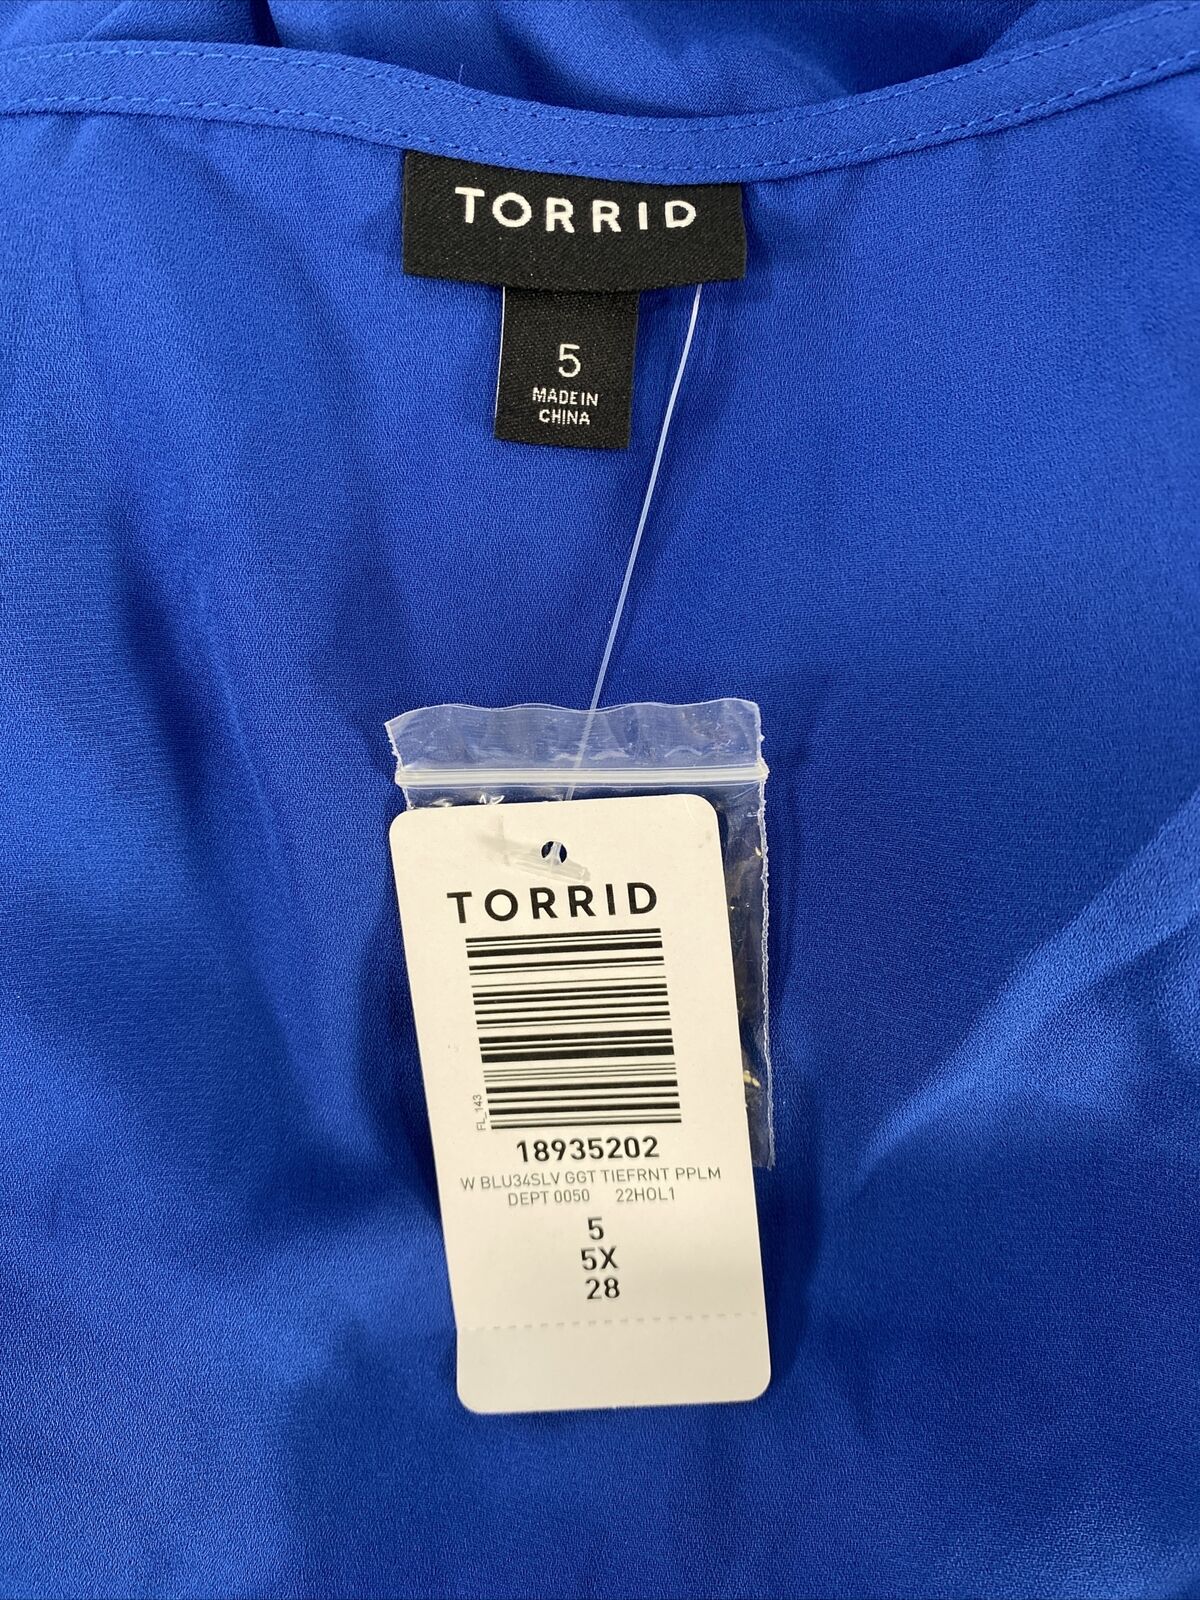 TORRID
5
MADE IN
CHINA
TORRID
FL_143
18935202
W BLU34SLV GGT TIEFRNT PPLM
DEPT 0050 22HOL1
5
5X
28